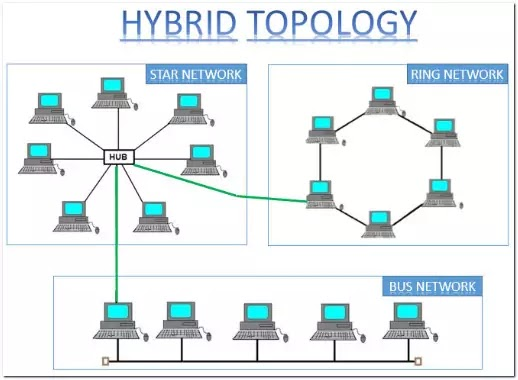 HYBRID TOPOLOGY
STAR NETWORK
RING NETWORK
HUB
BUS NETWORK